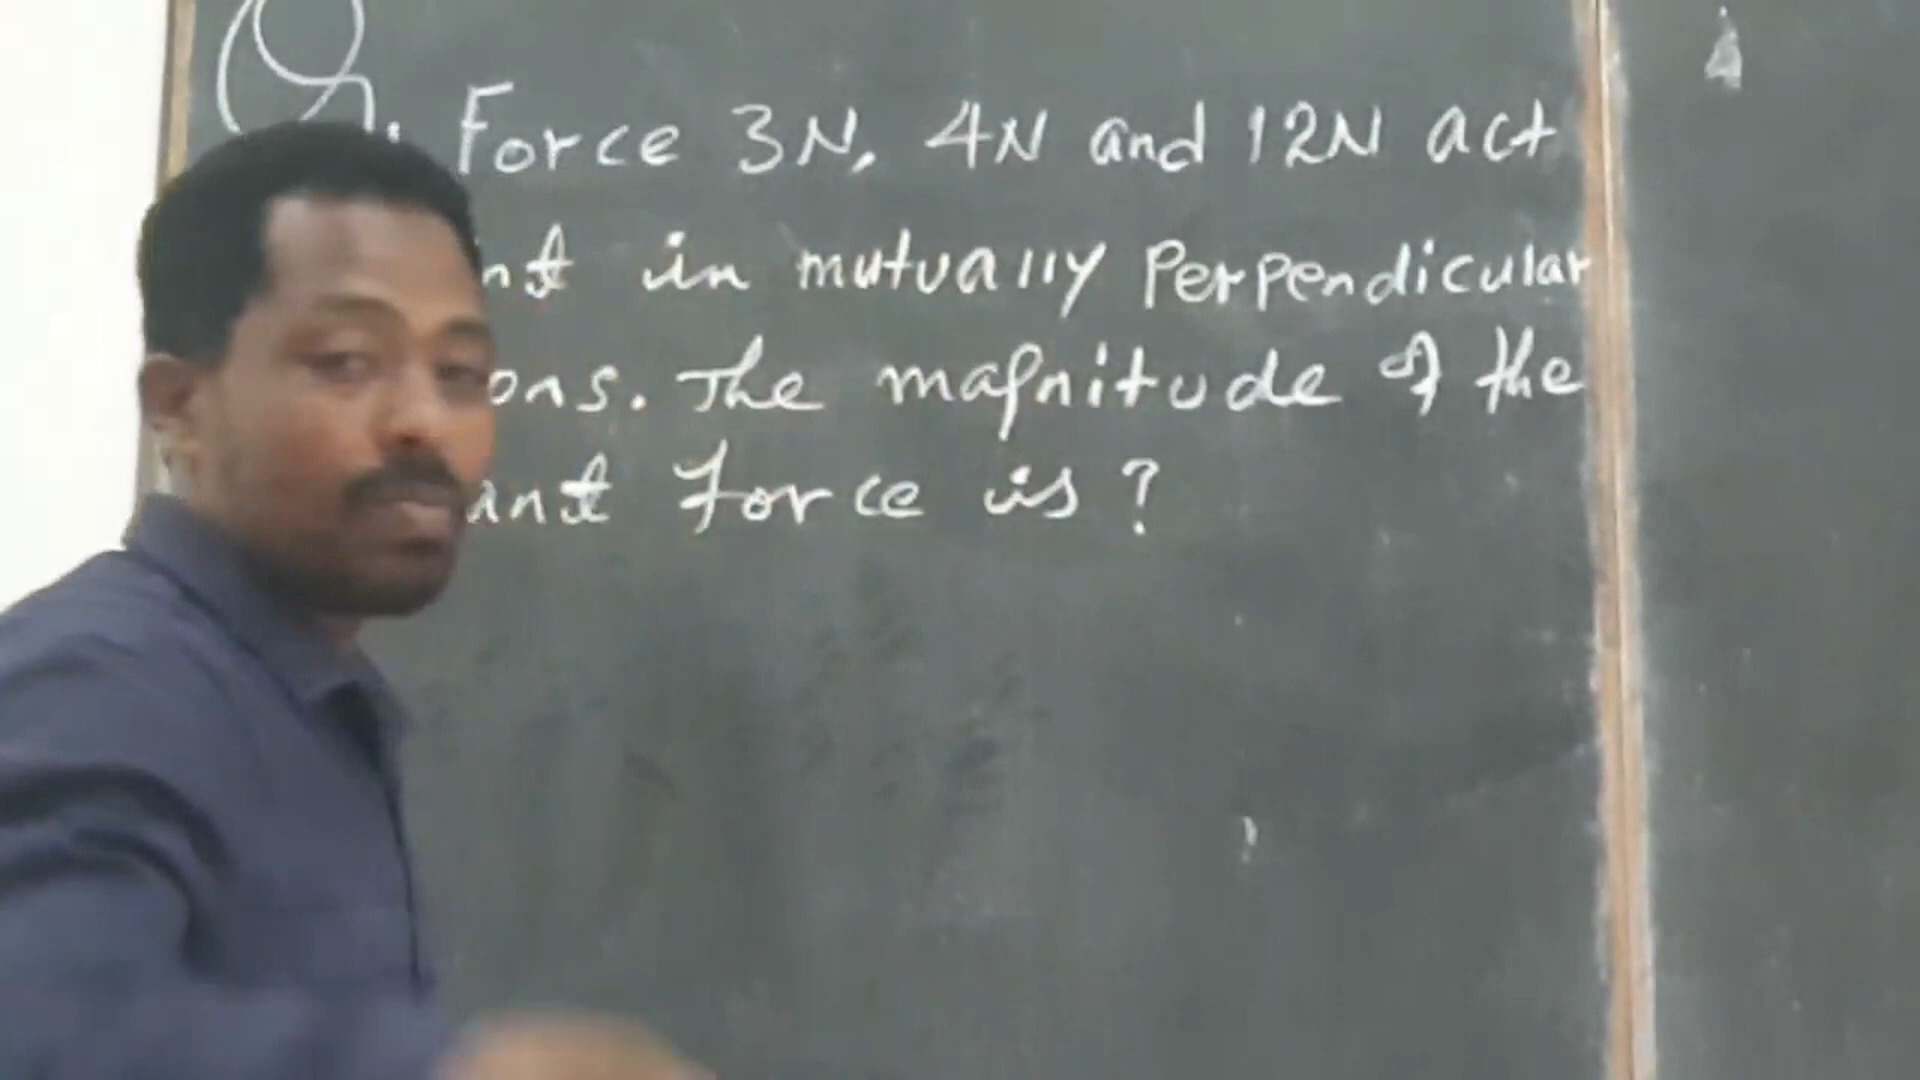 Q. Force 3N, 4N and 12N act
in mutually Perpendicular
The magnitude of the
Force is?